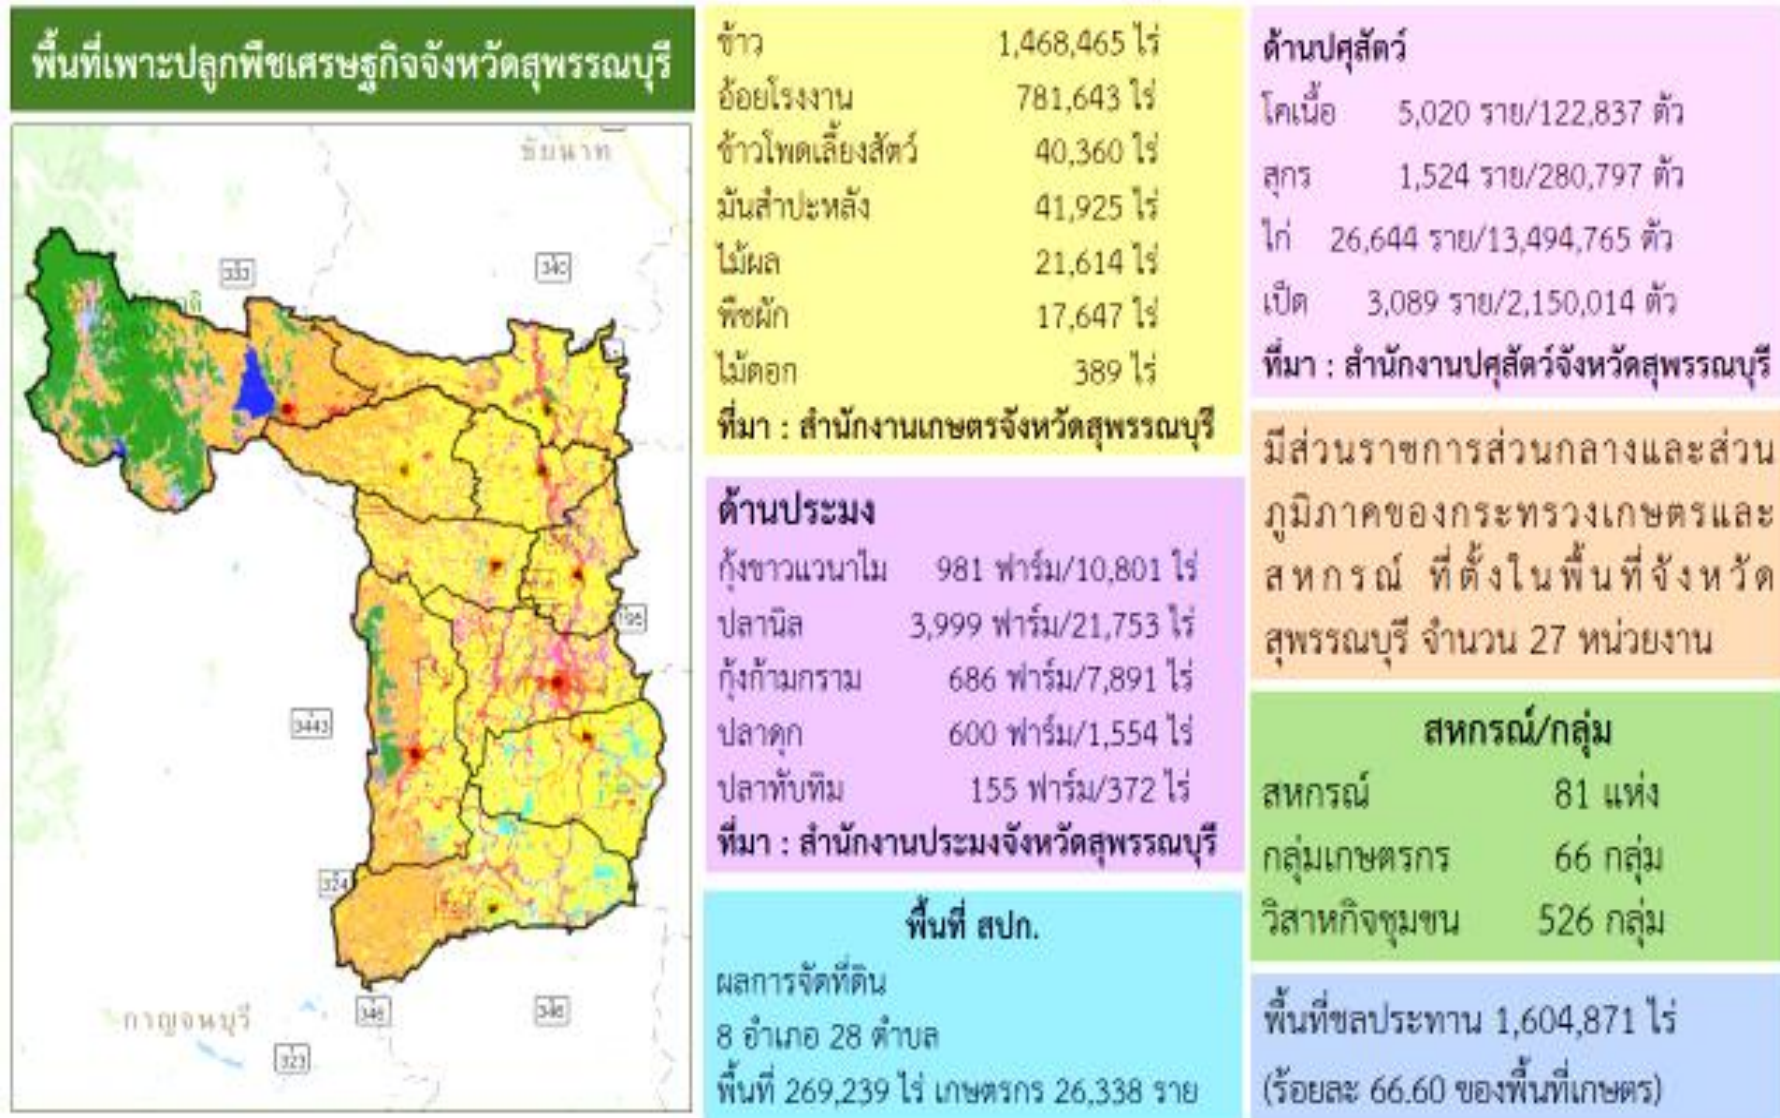 พื้นที่เพาะปลูกพืชเศรษฐกิจจังหวัดสุพรรณบุรี
ชัยนาท
333
340
3443
324
346
346
323
กาญจนบุรี
ข้าว 1,468,465 ไร่
อ้อยโรงงาน 781,643 ไร่
ข้าวโพดเลี้ยงสัตว์ 40,360 ไร่
มันสำปะหลัง 41,925 ไร่
ไม้ผล 21,614 ไร่
พืชผัก 17,647 ไร่
ไม้ดอก 389 ไร่
ที่มา : สำนักงานเกษตรจังหวัดสุพรรณบุรี
ด้านประมง
กุ้งขาวแวนาไม 981 ฟาร์ม/10,801 ไร่
ปลานิล 3,999 ฟาร์ม/21,753 ไร่
กุ้งก้ามกราม 686 ฟาร์ม/7,891 ไร่
ปลาดุก 600 ฟาร์ม/1,554 ไร่
ปลาทับทิม 155 ฟาร์ม/372 ไร่
ที่มา : สำนักงานประมงจังหวัดสุพรรณบุรี
พื้นที่ สปก.
ผลการจัดที่ดิน
8 อำเภอ 28 ตำบล
พื้นที่ 269,239 ไร่ เกษตรกร 26,338 ราย
ด้านปศุสัตว์
โคเนื้อ 5,020 ราย/122,837 ตัว
สุกร 1,524 ราย/280,797 ตัว
ไก่ 26,644 ราย/13,494,765 ตัว
เป็ด 3,089 ราย/2,150,014 ตัว
ที่มา : สำนักงานปศุสัตว์จังหวัดสุพรรณบุรี
มีส่วนราชการส่วนกลางและส่วน
ภูมิภาคของกระทรวงเกษตรและ
สหกรณ์ ที่ตั้งในพื้นที่จังหวัด
สุพรรณบุรี จำนวน 27 หน่วยงาน
สหกรณ์/กลุ่ม
สหกรณ์ 81 แห่ง
กลุ่มเกษตรกร 66 กลุ่ม
วิสาหกิจชุมชน 526 กลุ่ม
พื้นที่ชลประทาน 1,604,871 ไร่
(ร้อยละ 66.60 ของพื้นที่เกษตร)